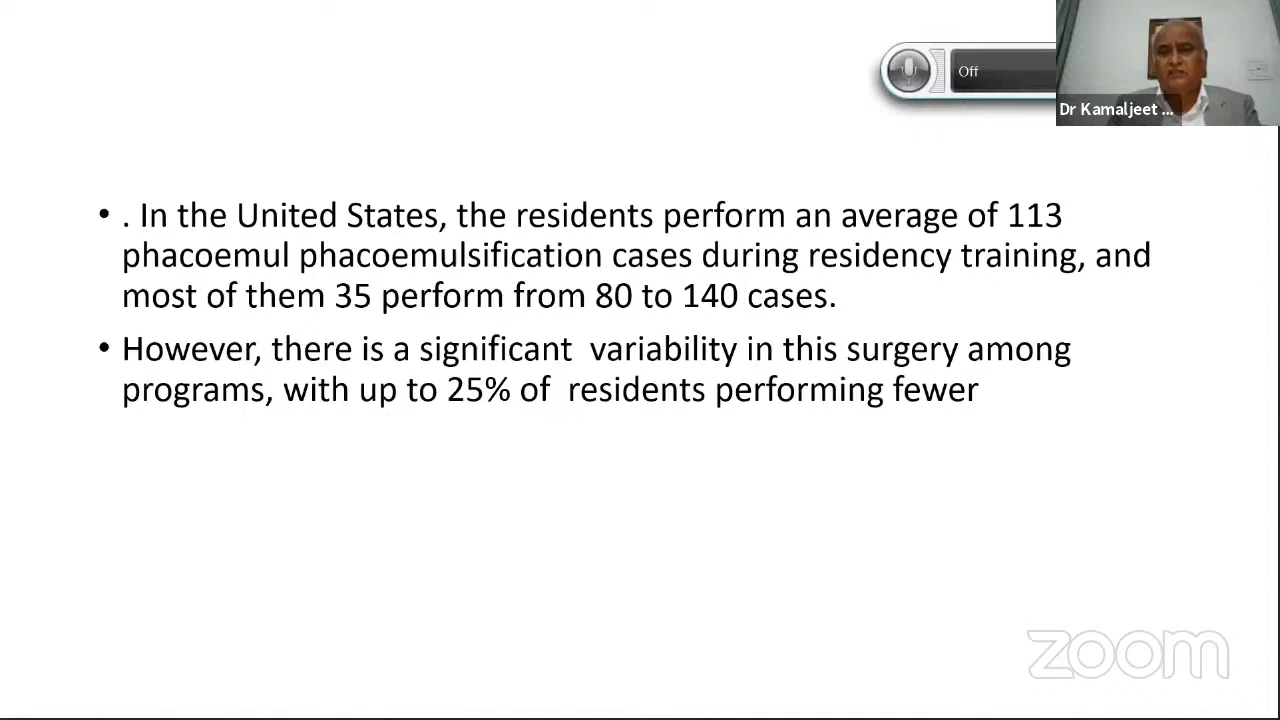 Off
Dr Kamaljeet ...
• . In the United States, the residents perform an average of 113
phacoemul phacoemulsification cases during residency training, and
most of them 35 perform from 80 to 140 cases.
• However, there is a significant  variability in this surgery among
programs, with up to 25% of  residents performing fewer
zoom